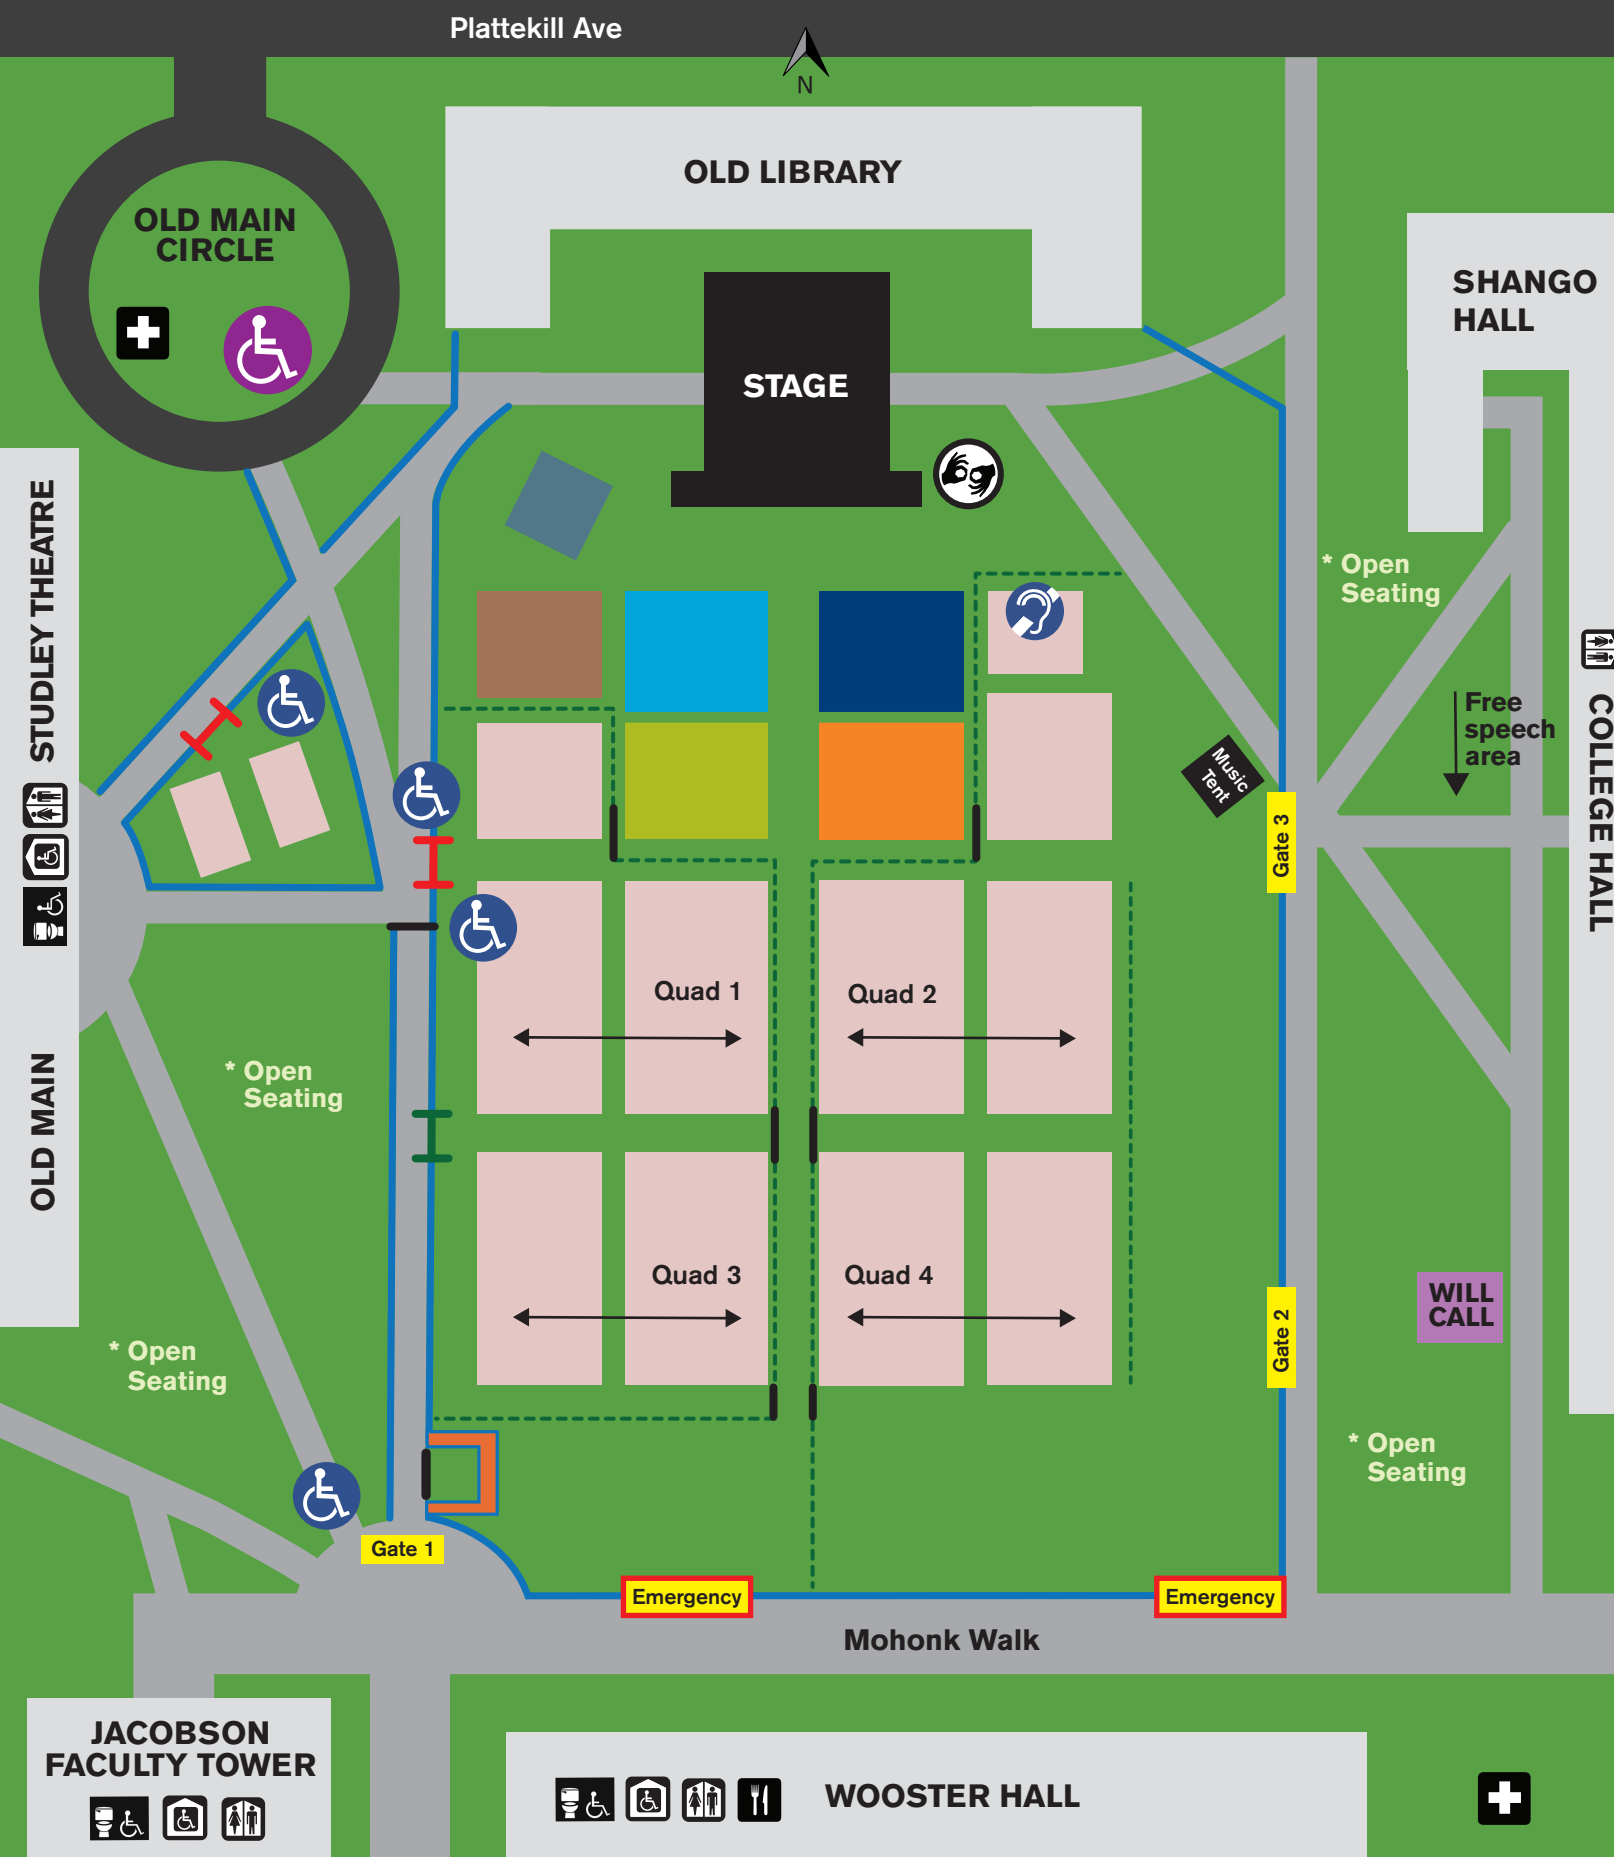 Plattekill Ave
N
OLD LIBRARY
OLD MAIN
CIRCLE
SHANGO
HALL
STAGE
STUDLEY THEATRE
* Open
Seating
Free
speech
area
COLLEGE HALL
Music
Tent
Gate 3
Quad 1
Quad 2
* Open
Seating
OLD MAIN
Quad 3
Quad 4
Gate 2
WILL
CALL
* Open
Seating
* Open
Seating
Gate 1
Emergency
Emergency
Mohonk Walk
JACOBSON
FACULTY TOWER
WOOSTER HALL